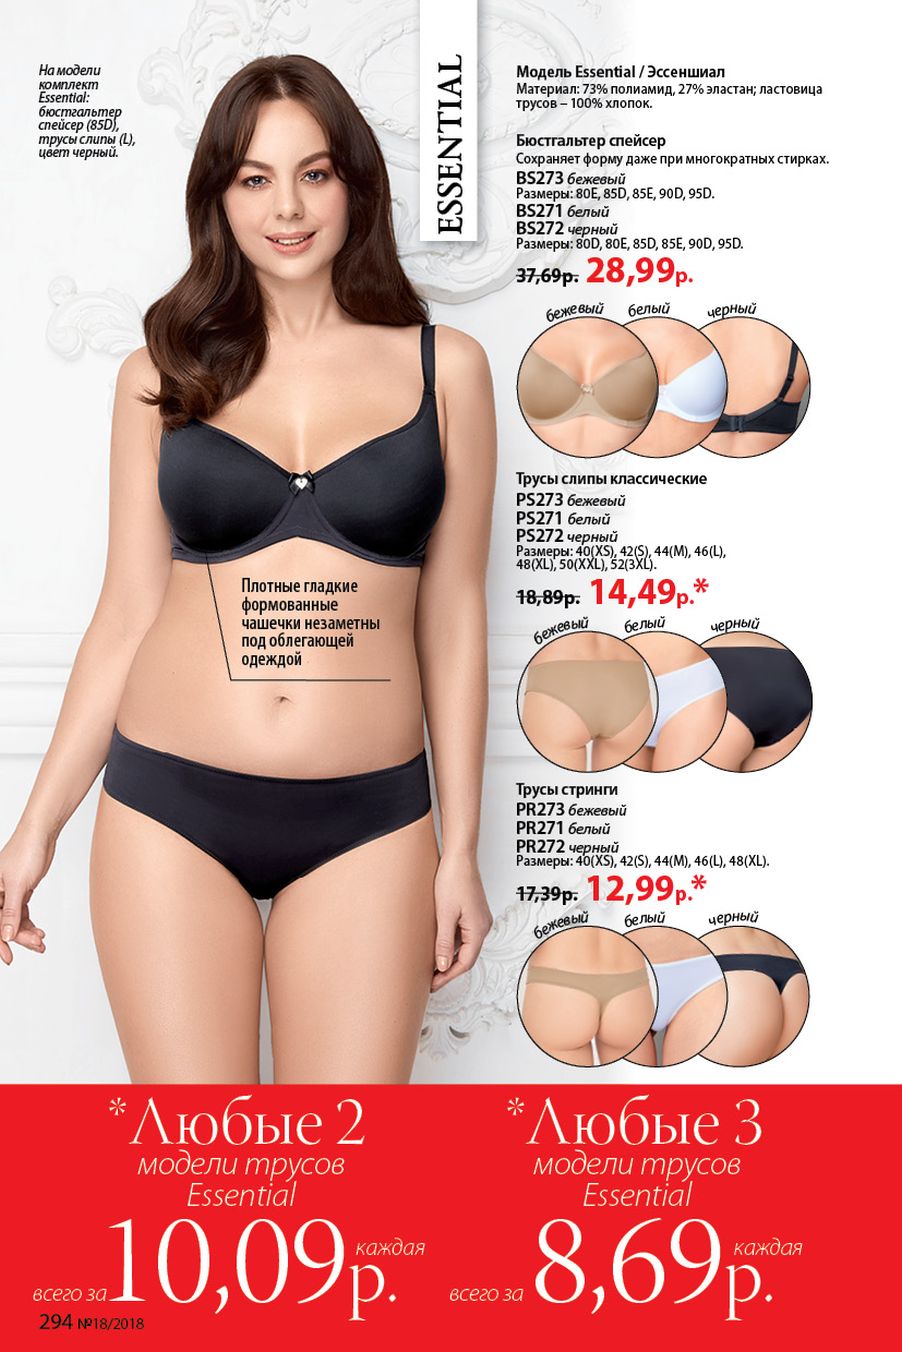 На модели
комплект
Essential:
бюстгальтер
спейсер (85D),
трусы слипы (L),
цвет черный.
ESSENTIAL
Модель Essential / Эссеншиал
Материал: 73% полиамид, 27% эластан; ластовица
трусов – 100% хлопок.
Бюстгальтер спейсер
Сохраняет форму даже при многократных стирках.
BS273 бежевый
Размеры: 80E, 85D, 85E, 90D, 95D.
BS271 белый
BS272 черный
Размеры: 80D, 80E, 85D, 85E, 90D, 95D.
37,69р. 28,99р.
бежевый белый черный
Плотные гладкие
формованные
чашечки незаметны
под облегающей
одеждой
Трусы слипы классические
PS273 бежевый
PS271 белый
PS272 черный
Размеры: 40(XS), 42(S), 44(M), 46(L),
48(XL), 50(XXL), 52(3XL).
18,89р. 14,49р.*
бежевый белый черный
Трусы стринги
PR273 бежевый
PR271 белый
PR272 черный
Размеры: 40(XS), 42(S), 44(M), 46(L), 48(XL).
17,39р. 12,99р.*
бежевый белый черный
*Любые 2
модели трусов
Essential
всего за 10,09р. каждая
*Любые 3
модели трусов
Essential
всего за 8,69р. каждая
294 №18/2018